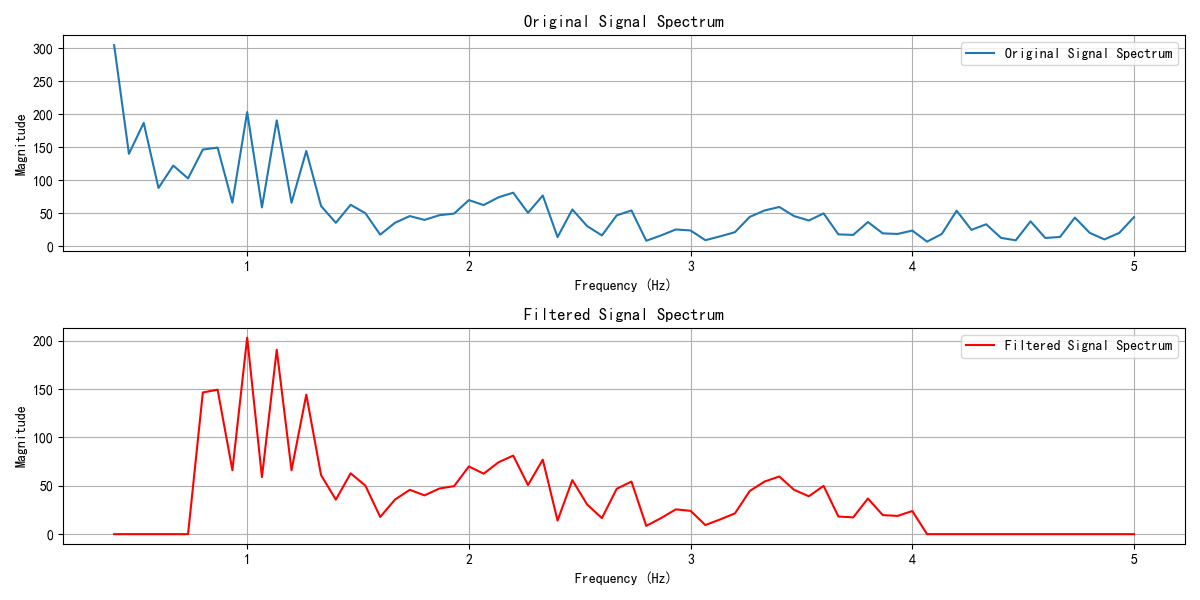 Original Signal Spectrum
300
250
200
150
100
50
0
Magnitude
Original Signal Spectrum
1 2 3 4 5
Frequency (Hz)
Filtered Signal Spectrum
200
150
100
50
0
Magnitude
Filtered Signal Spectrum
1 2 3 4 5
Frequency (Hz)